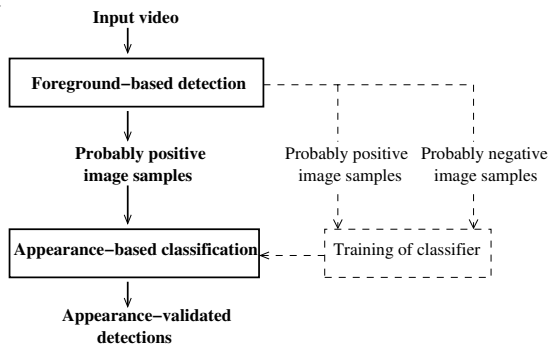 Input video
Foreground−based detection
Probably positive
image samples
Probably positive
image samples
Probably negative
image samples
Appearance−based classification
Training of classifier
Appearance−validated
detections